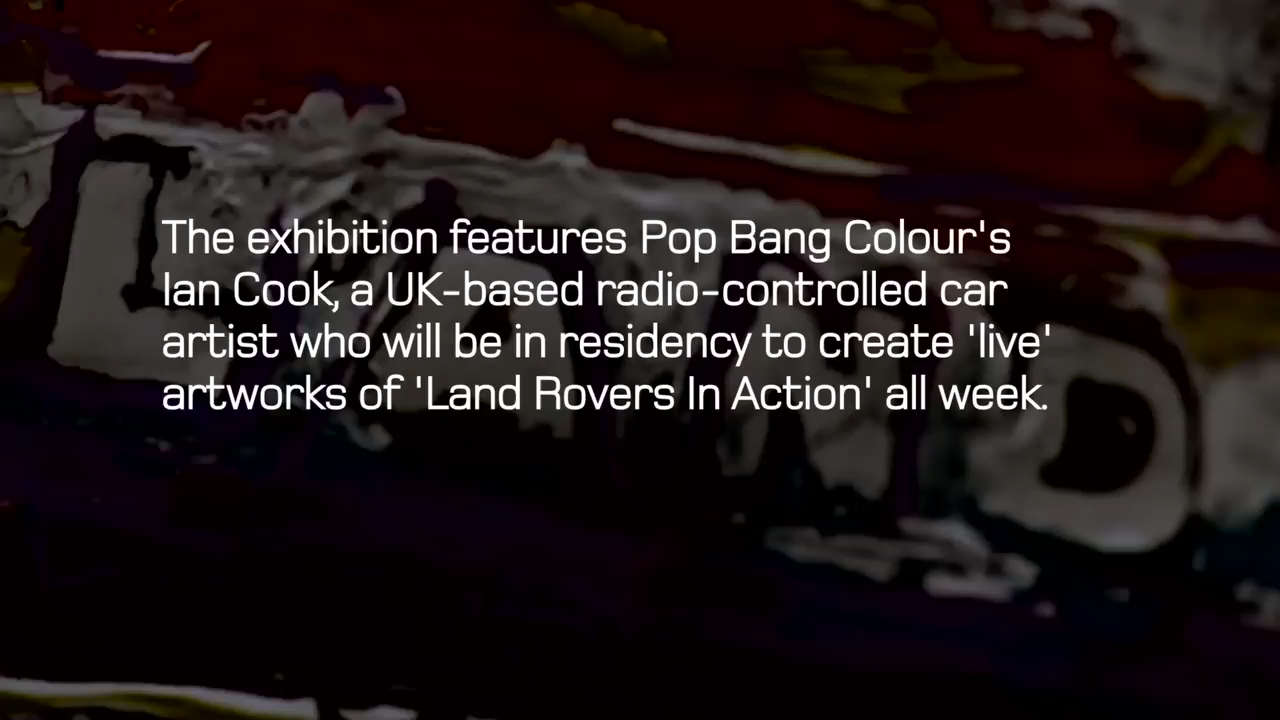 The exhibition features Pop Bang Colour's
Ian Cook, a UK-based radio-controlled car
artist who will be in residency to create 'live'
artworks of 'Land Rovers In Action' all week.
LAND